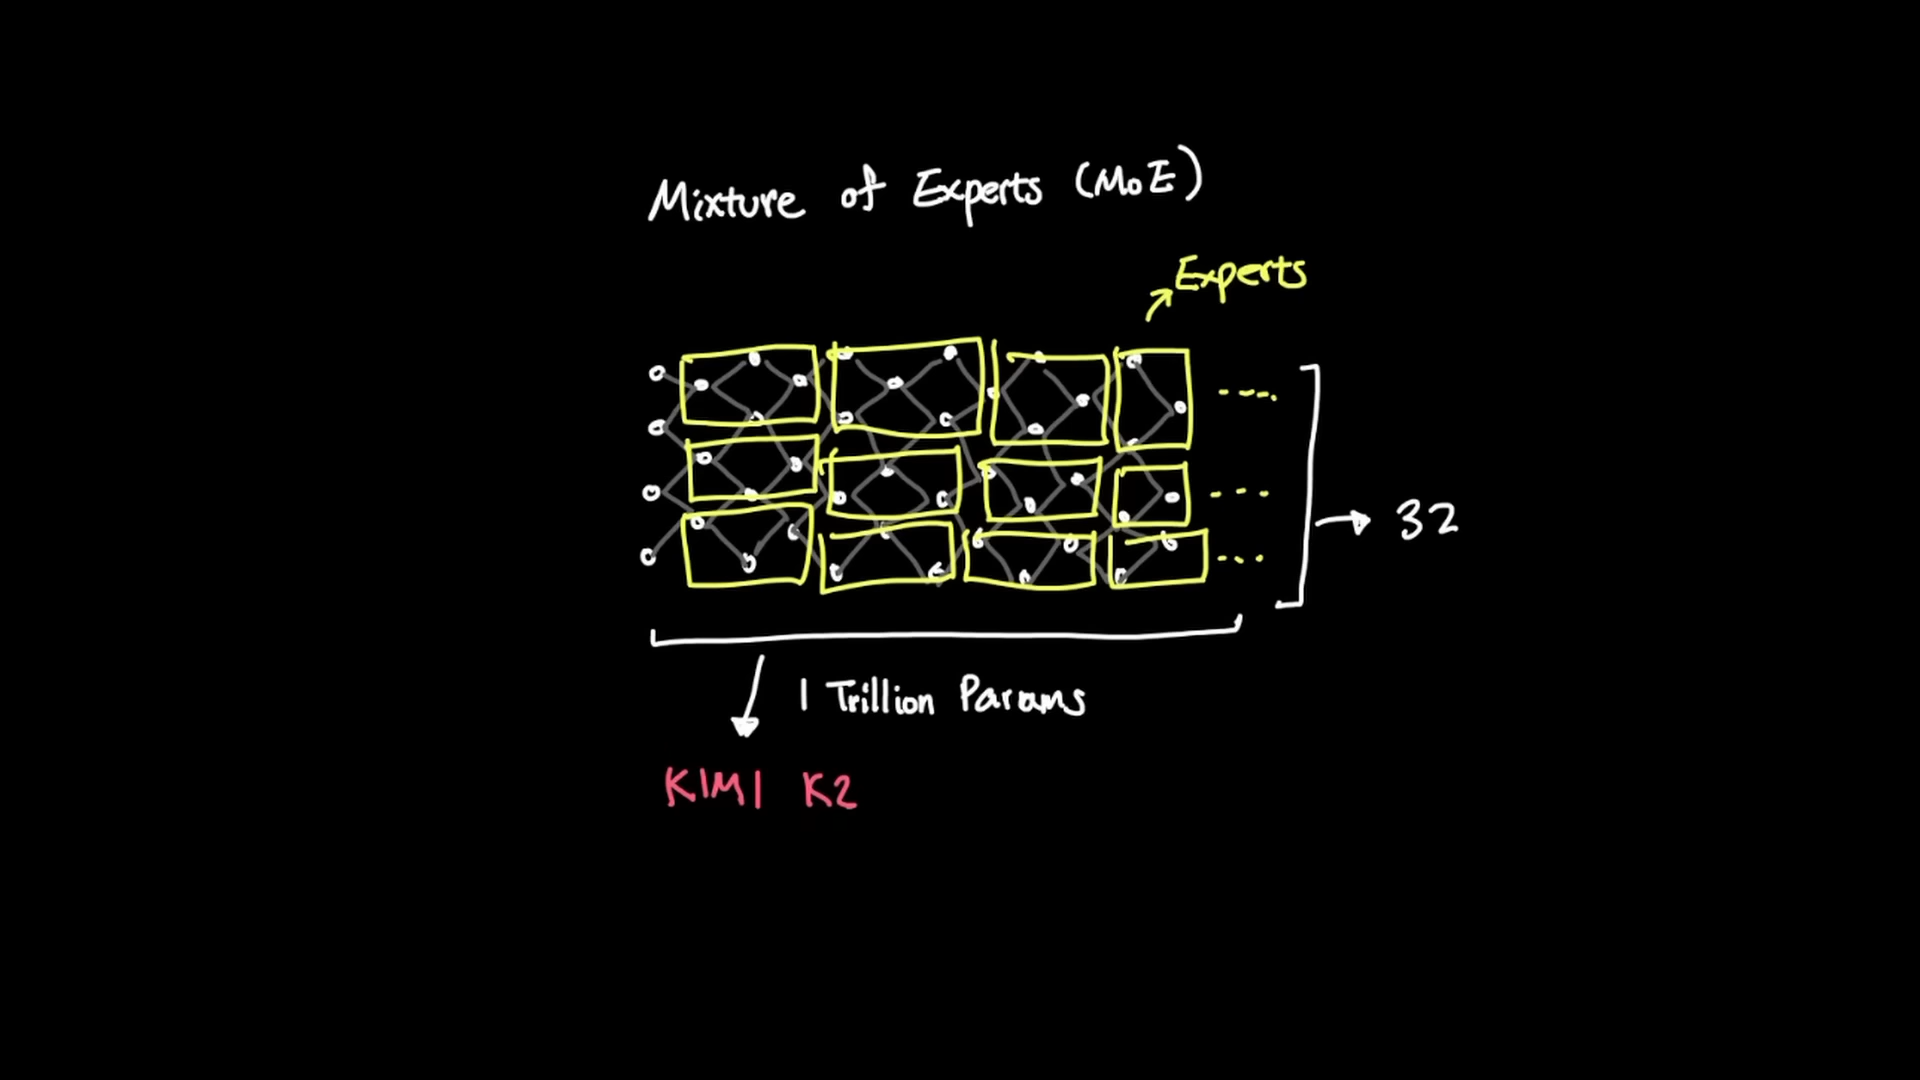 Mixture of Experts (MoE)
Experts
32
1 Trillion Params
KIMI K2